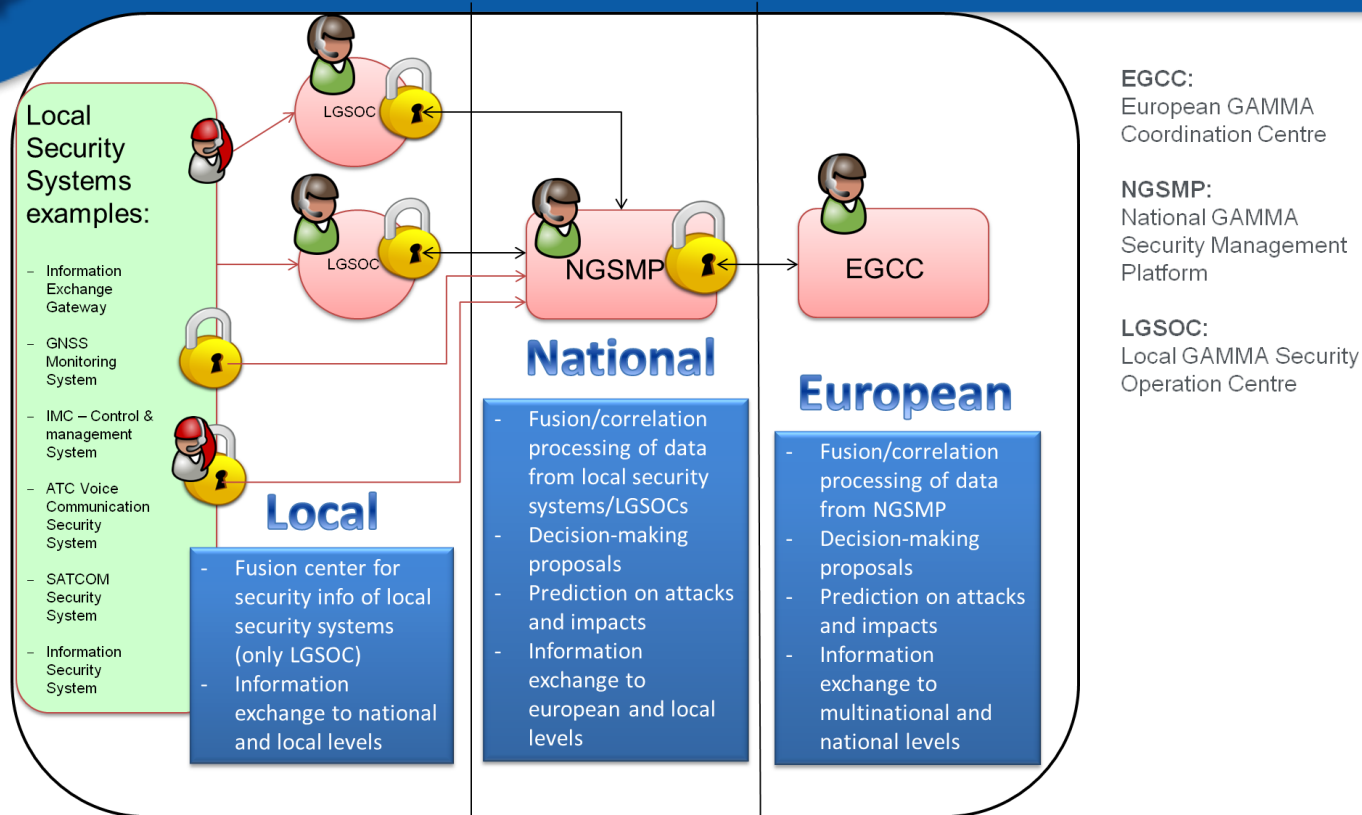 Local
Security
Systems
examples:
– Information
Exchange
Gateway
– GNSS
Monitoring
System
– IMC – Control &
management
System
– ATC Voice
Communication
Security
System
– SATCOM
Security
System
– Information
Security
System
LGSOC
LGSOC
Local
- Fusion center for
security info of local
security systems
(only LGSOC)
- Information
exchange to national
and local levels
NGSMP
National
- Fusion/correlation
processing of data
from local security
systems/LGSOCs
- Decision-making
proposals
- Prediction on attacks
and impacts
- Information
exchange to
european and local
levels
EGCC
European
- Fusion/correlation
processing of data
from NGSMP
- Decision-making
proposals
- Prediction on attacks
and impacts
- Information
exchange to
multinational and
national levels
EGCC:
European GAMMA
Coordination Centre
NGSMP:
National GAMMA
Security Management
Platform
LGSOC:
Local GAMMA Security
Operation Centre